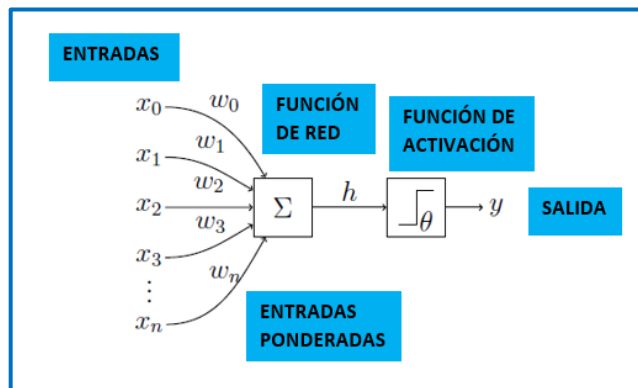 ENTRADAS
x₀
w₀
FUNCIÓN
DE RED
FUNCIÓN DE
ACTIVACIÓN
x₁
w₁
w₂
x₂
Σ
h
θ
y
SALIDA
w₃
x₃
wₙ
⋮
xₙ
ENTRADAS
PONDERADAS